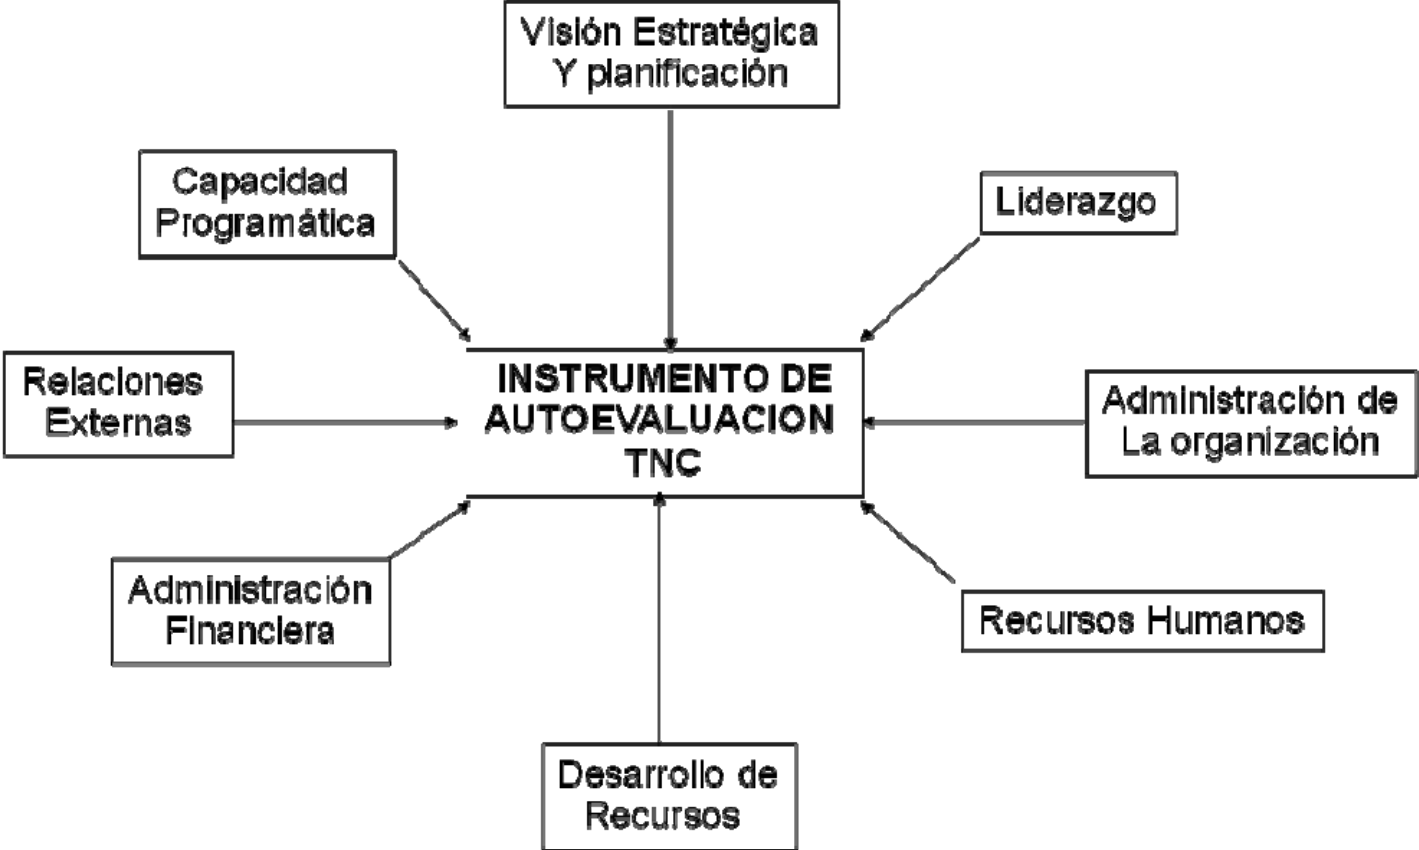 Visión Estratégica
Y planificación
Capacidad
Programática
Liderazgo
Relaciones
Externas
INSTRUMENTO DE
AUTOEVALUACION
TNC
Administración de
La organización
Administración
Financiera
Recursos Humanos
Desarrollo de
Recursos